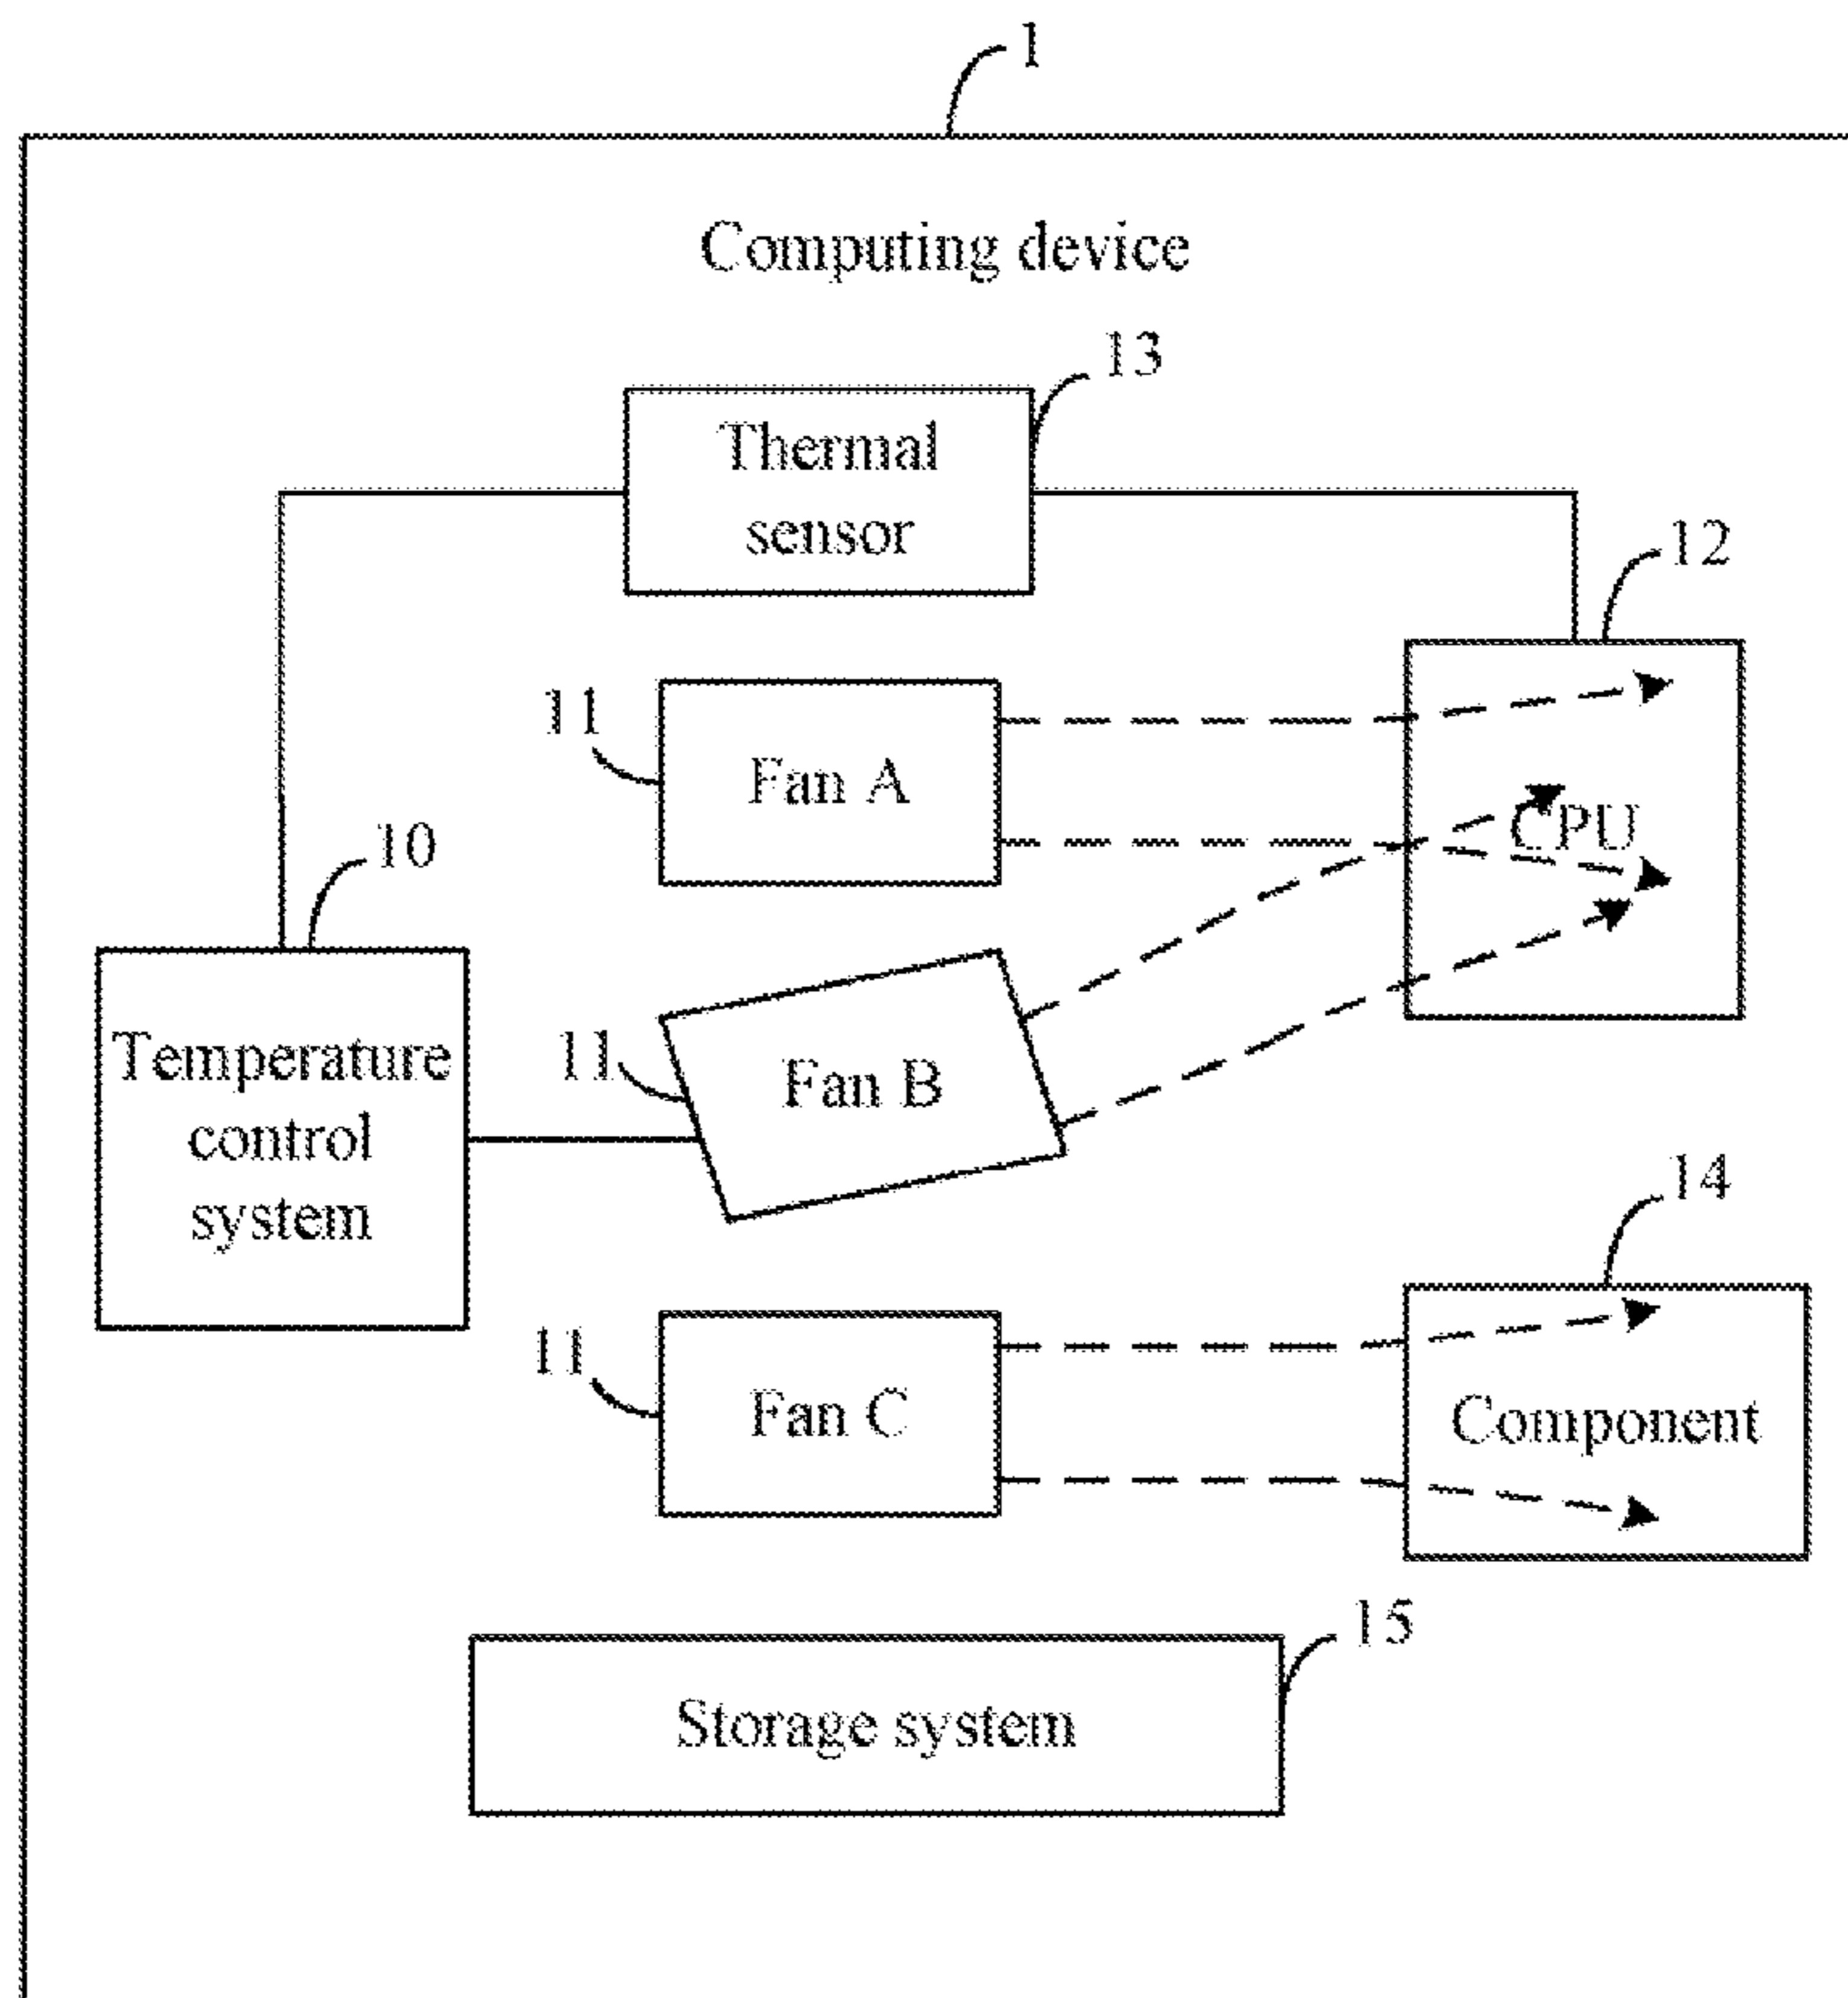 1
Computing device
13
Thermal
sensor
12
11
Fan A
CPU
10
Temperature
control
system
11
Fan B
14
11
Fan C
Component
15
Storage system